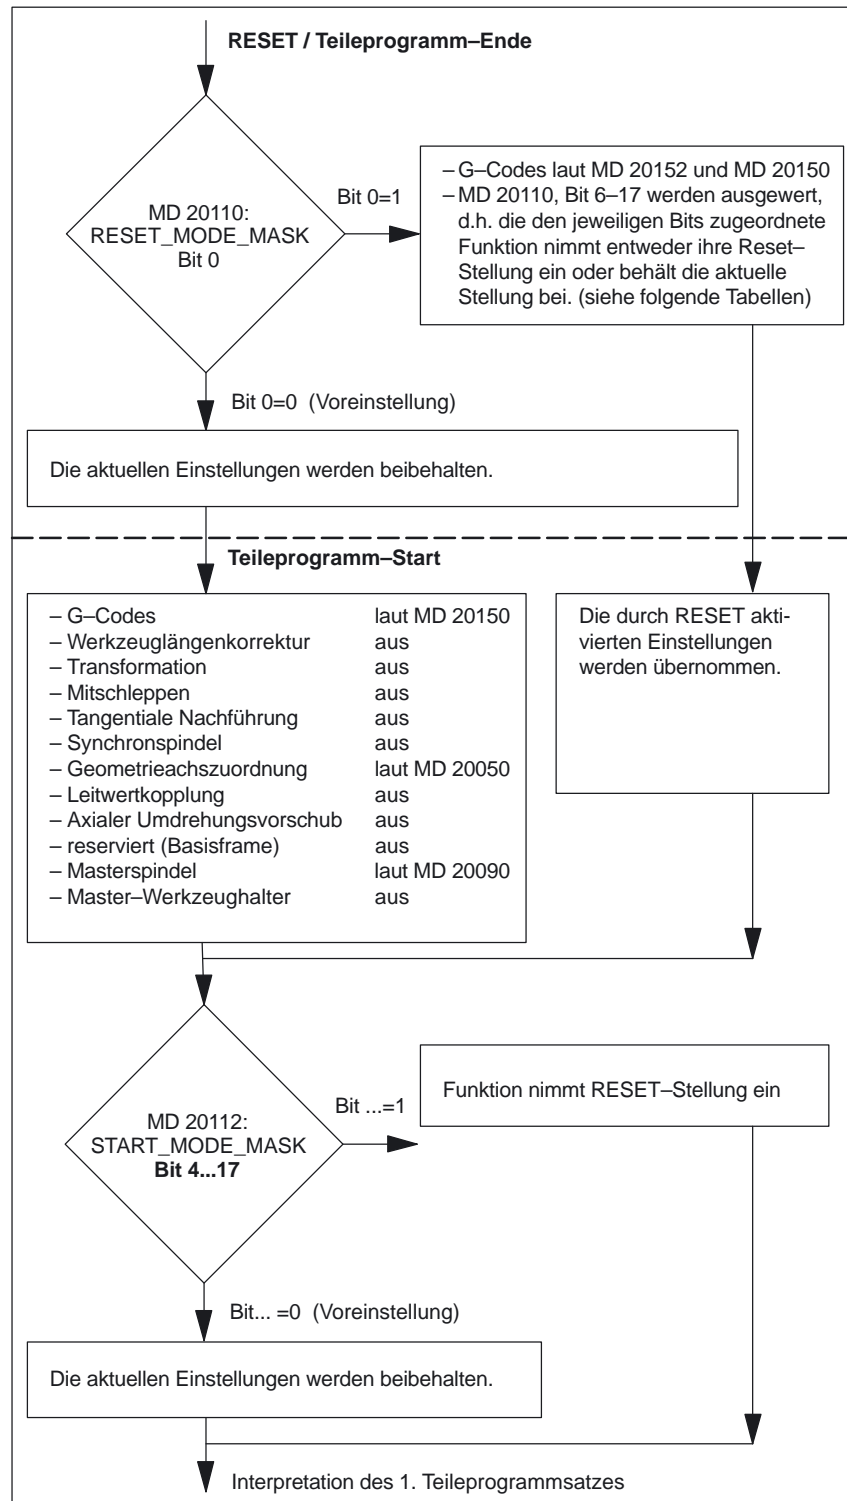 RESET / Teileprogramm–Ende
MD 20110:
RESET_MODE_MASK
Bit 0
Bit 0=1
– G–Codes laut MD 20152 und MD 20150
– MD 20110, Bit 6–17 werden ausgewert,
d.h. die den jeweiligen Bits zugeordnete
Funktion nimmt entweder ihre Reset–
Stellung ein oder behält die aktuelle
Stellung bei. (siehe folgende Tabellen)
Bit 0=0 (Voreinstellung)
Die aktuellen Einstellungen werden beibehalten.
Teileprogramm–Start
– G–Codes laut MD 20150
– Werkzeuglängenkorrektur aus
– Transformation aus
– Mitschleppen aus
– Tangentiale Nachführung aus
– Synchronspindel aus
– Geometrieachszuordnung laut MD 20050
– Leitwertkopplung aus
– Axialer Umdrehungsvorschub aus
– reserviert (Basisframe) aus
– Masterspindel laut MD 20090
– Master–Werkzeughalter aus
Die durch RESET akti-
vierten Einstellungen
werden übernommen.
MD 20112:
START_MODE_MASK
Bit 4...17
Bit ...=1
Funktion nimmt RESET–Stellung ein
Bit... =0 (Voreinstellung)
Die aktuellen Einstellungen werden beibehalten.
Interpretation des 1. Teileprogrammsatzes